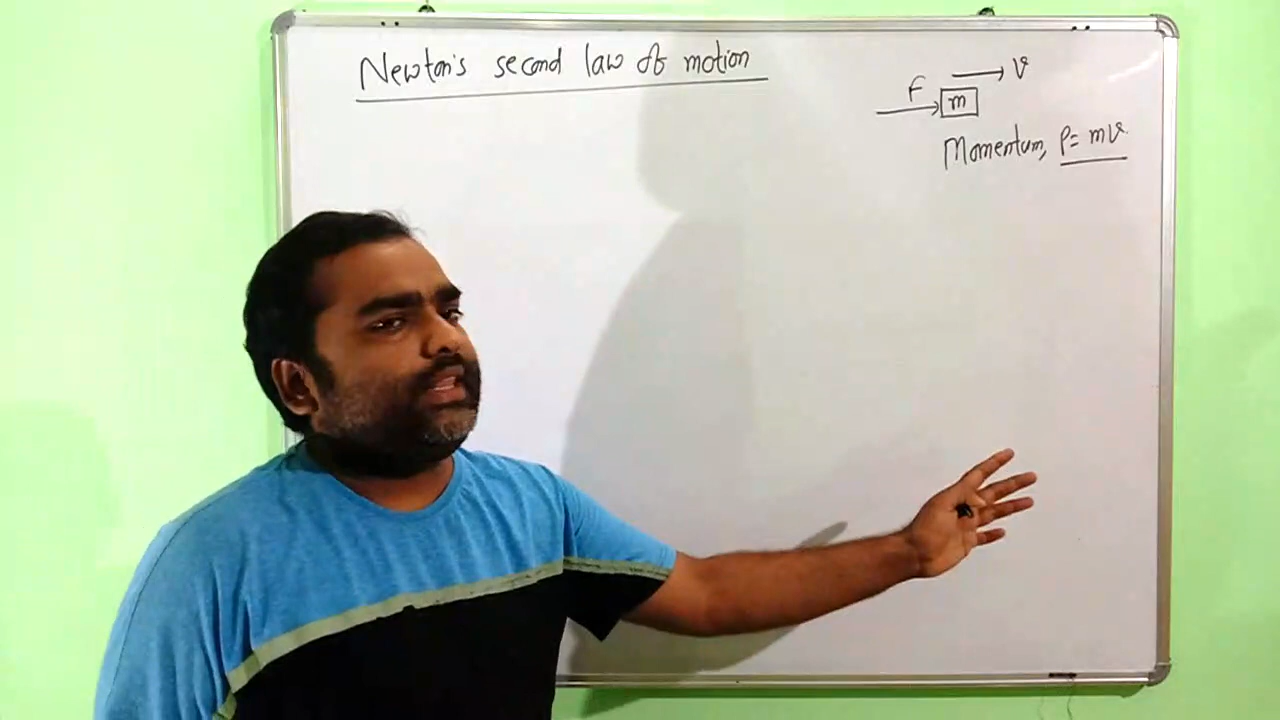 Newton's second law of motion
v
F m
Momentum, P = mv